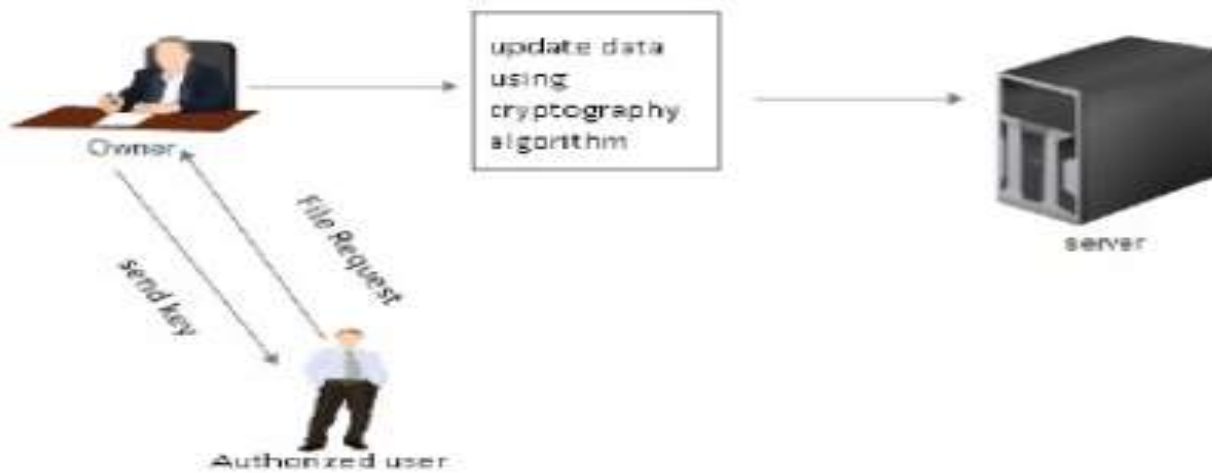 update data
using
cryptography
algorithm
Owner
server
File Request
send key
Authorized user